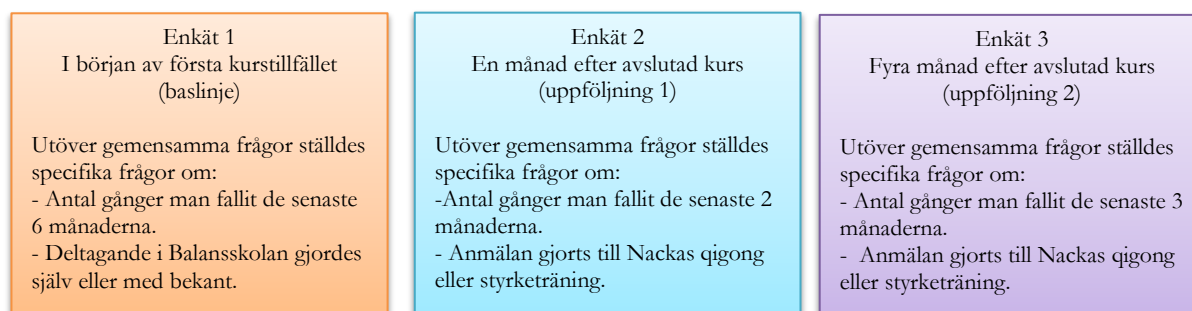 Enkät 1
I början av första kurstillfället
(baslinje)
Utöver gemensamma frågor ställdes
specifika frågor om:
- Antal gånger man fallit de senaste
6 månaderna.
- Deltagande i Balansskolan gjordes
själv eller med bekant.
Enkät 2
En månad efter avslutad kurs
(uppföljning 1)
Utöver gemensamma frågor ställdes
specifika frågor om:
-Antal gånger man fallit de senaste 2
månaderna.
- Anmälan gjorts till Nackas qigong
eller styrketräning.
Enkät 3
Fyra månad efter avslutad kurs
(uppföljning 2)
Utöver gemensamma frågor ställdes
specifika frågor om:
- Antal gånger man fallit de senaste 3
månaderna.
- Anmälan gjorts till Nackas qigong
eller styrketräning.